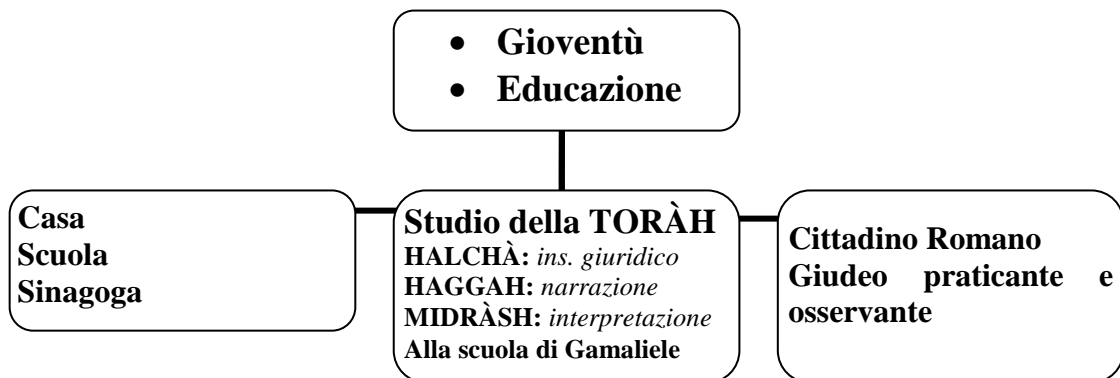 • Gioventù
• Educazione
Casa
Scuola
Sinagoga
Studio della TORÀH
HALCHÀ: ins. giuridico
HAGGAH: narrazione
MIDRÀSH: interpretazione
Alla scuola di Gamaliele
Cittadino Romano
Giudeo praticante e
osservante